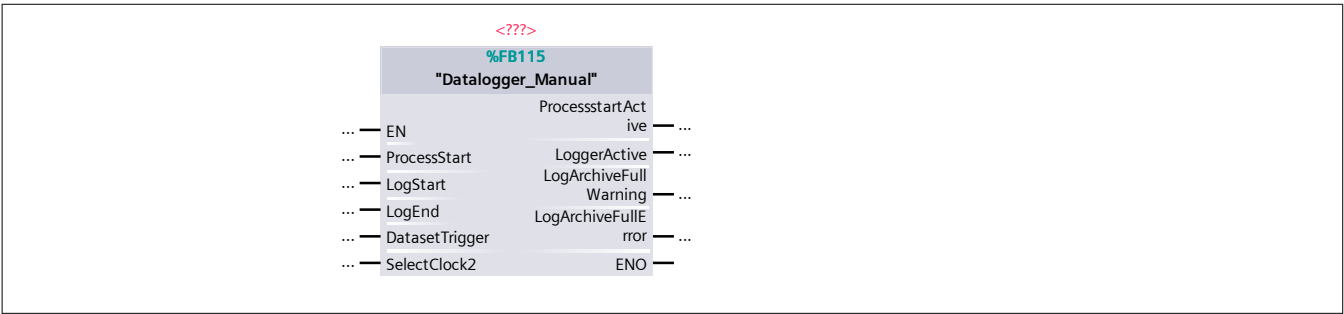 <???>
%FB115
"Datalogger_Manual"
ProcessstartAct
ive
...
... EN
... ProcessStart
LoggerActive ...
... LogStart
LogArchiveFull
Warning ...
... LogEnd
LogArchiveFullE
rror ...
... DatasetTrigger
... SelectClock2
ENO